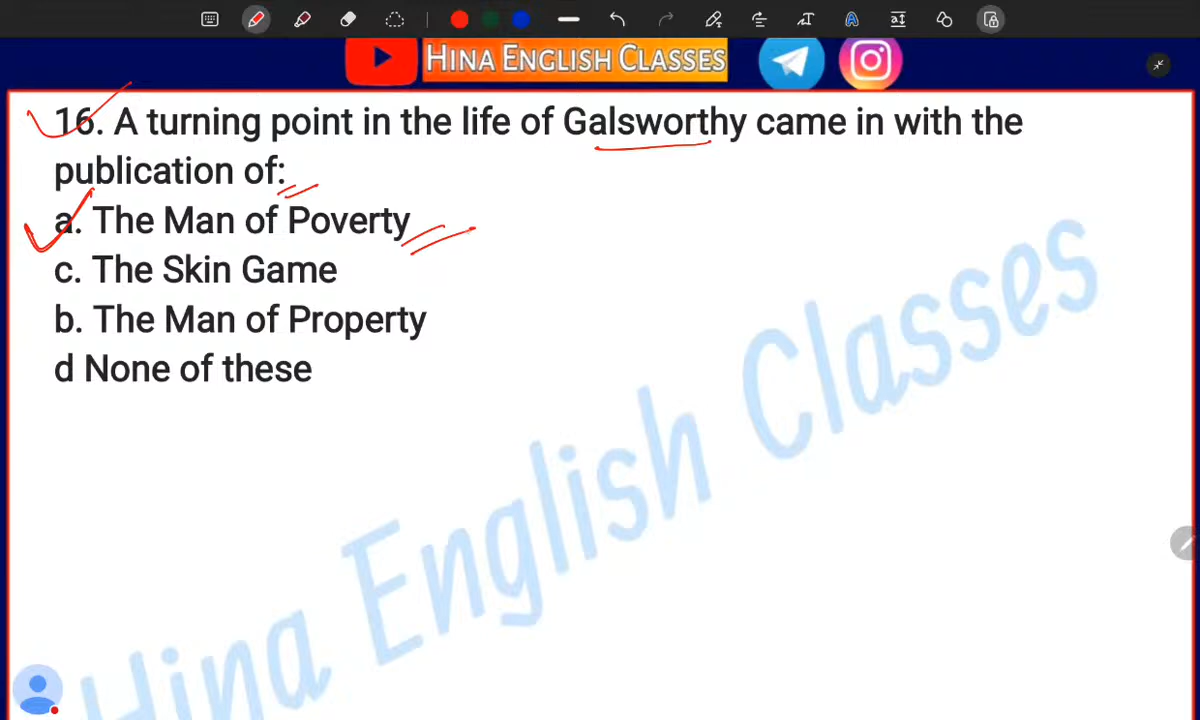 HINA ENGLISH CLASSES
16. A turning point in the life of Galsworthy came in with the
publication of:
a. The Man of Poverty
c. The Skin Game
b. The Man of Property
d None of these
Hina English Classes